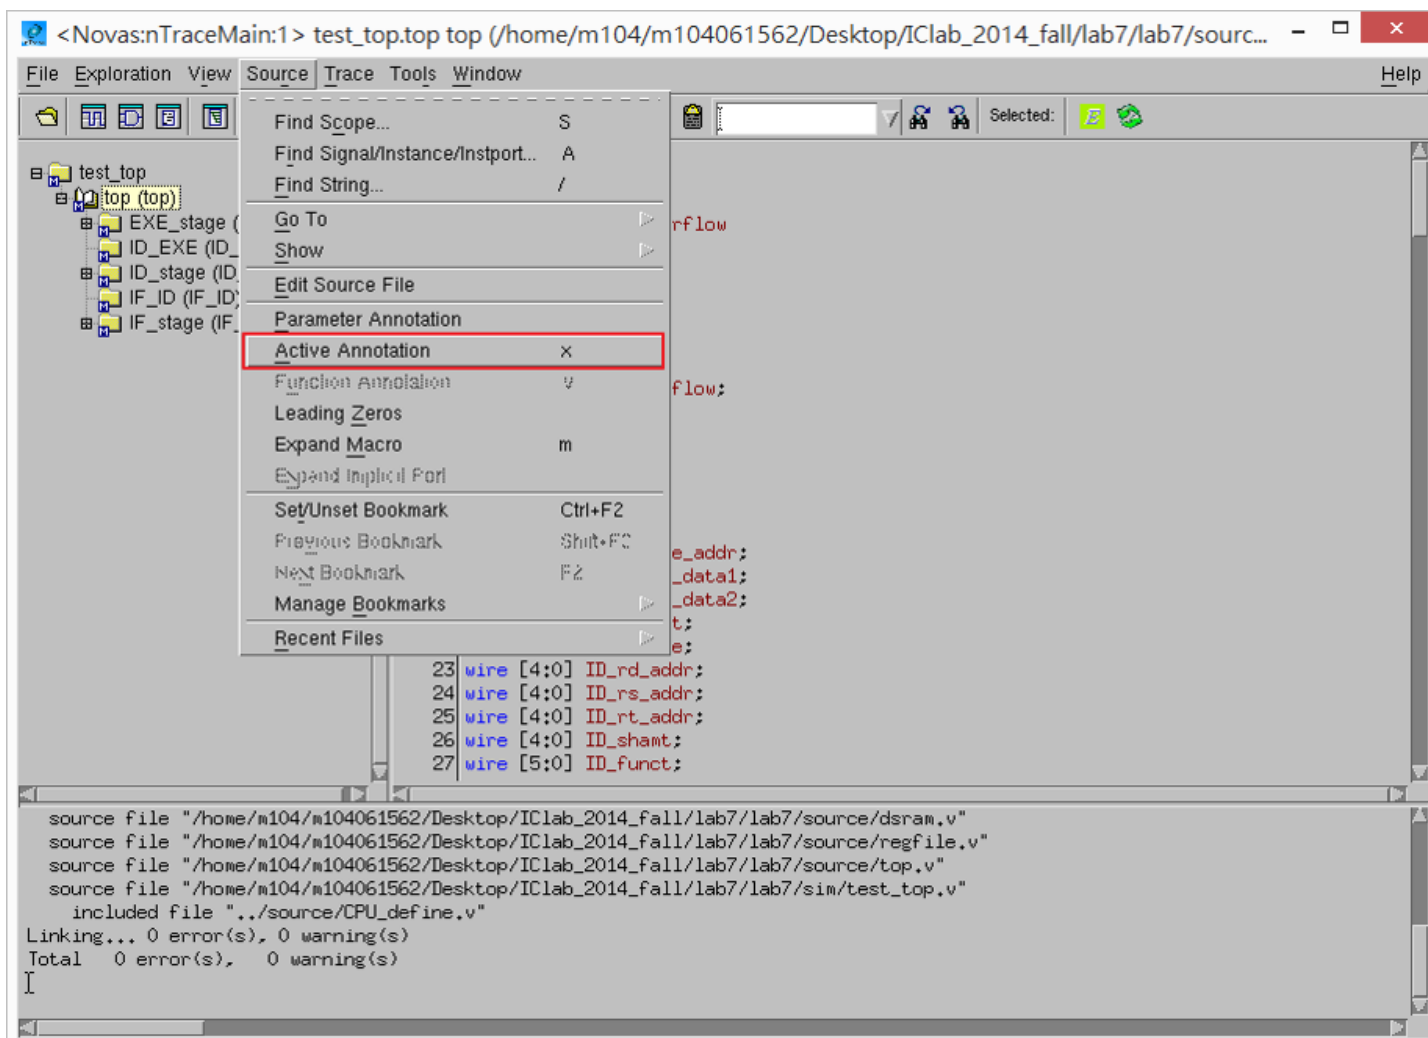 <Novas:nTraceMain:1> test_top.top top (/home/m104/m104061562/Desktop/IClab_2014_fall/lab7/lab7/sourc...
File Exploration View Source Trace Tools Window Help
Selected: E
test_top
top (top)
EXE_stage (
ID_EXE (ID_
ID_stage (ID_
IF_ID (IF_ID)
IF_stage (IF_
Find Scope... S
Find Signal/Instance/Instport... A
Find String... /
Go To
Show
Edit Source File
Parameter Annotation
Active Annotation x
Function Annotation v
Leading Zeros
Expand Macro m
Expand Implicit Port
Set/Unset Bookmark Ctrl+F2
Previous Bookmark Shift+F2
Next Bookmark F2
Manage Bookmarks
Recent Files
rflow
flow;
e_addr;
_data1;
_data2;
t;
e;
23 wire [4:0] ID_rd_addr;
24 wire [4:0] ID_rs_addr;
25 wire [4:0] ID_rt_addr;
26 wire [4:0] ID_shamt;
27 wire [5:0] ID_funct;
source file "/home/m104/m104061562/Desktop/IClab_2014_fall/lab7/lab7/source/dsram.v"
source file "/home/m104/m104061562/Desktop/IClab_2014_fall/lab7/lab7/source/regfile.v"
source file "/home/m104/m104061562/Desktop/IClab_2014_fall/lab7/lab7/source/top.v"
source file "/home/m104/m104061562/Desktop/IClab_2014_fall/lab7/lab7/sim/test_top.v"
included file "../source/CPU_define.v"
Linking... 0 error(s), 0 warning(s)
Total 0 error(s), 0 warning(s)